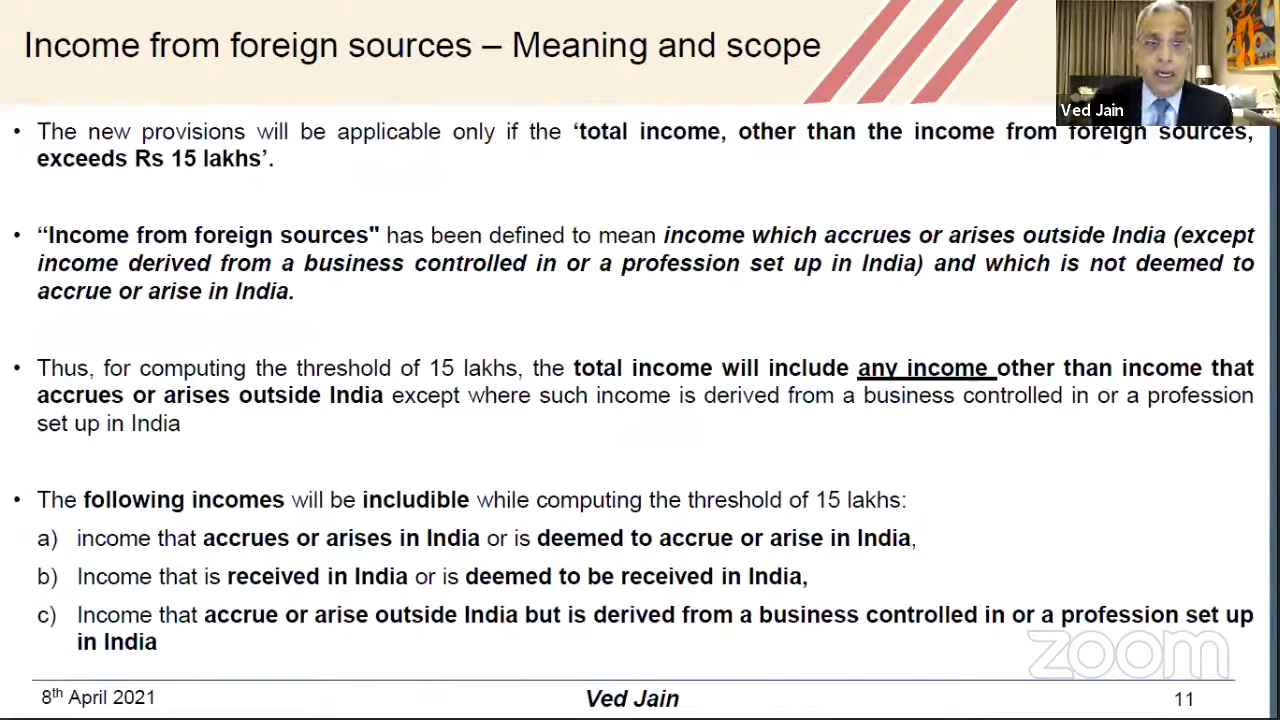 Income from foreign sources – Meaning and scope
Ved Jain
• The new provisions will be applicable only if the ‘total income, other than the income from foreign sources,
exceeds Rs 15 lakhs’.
• “Income from foreign sources" has been defined to mean income which accrues or arises outside India (except
income derived from a business controlled in or a profession set up in India) and which is not deemed to
accrue or arise in India.
• Thus, for computing the threshold of 15 lakhs, the total income will include any income other than income that
accrues or arises outside India except where such income is derived from a business controlled in or a profession
set up in India
• The following incomes will be includible while computing the threshold of 15 lakhs:
a) income that accrues or arises in India or is deemed to accrue or arise in India,
b) Income that is received in India or is deemed to be received in India,
c) Income that accrue or arise outside India but is derived from a business controlled in or a profession set up
in India
zoom
8th April 2021 Ved Jain 11